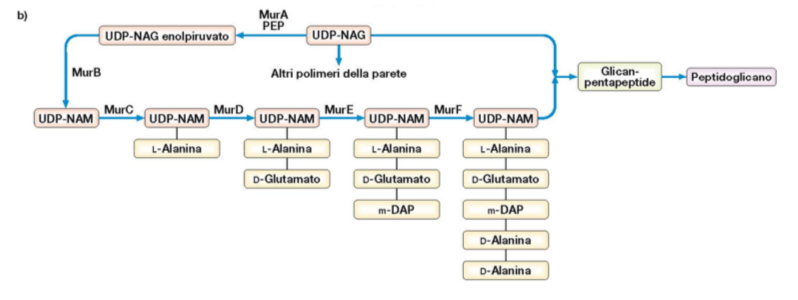 b)
MurA
PEP
UDP-NAG enolpiruvato
UDP-NAG
MurB
Altri polimeri della parete
Glican-
pentapeptide
Peptidoglicano
MurC
MurD
MurE
MurF
UDP-NAM
UDP-NAM
UDP-NAM
UDP-NAM
UDP-NAM
L-Alanina
L-Alanina
L-Alanina
L-Alanina
D-Glutamato
D-Glutamato
D-Glutamato
m-DAP
m-DAP
D-Alanina
D-Alanina